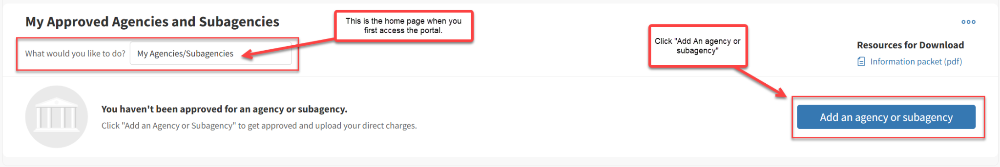 My Approved Agencies and Subagencies
This is the home page when you
first access the portal.
What would you like to do?
My Agencies/Subagencies
Click "Add An agency or
subagency"
Resources for Download
Information packet (pdf)
You haven't been approved for an agency or subagency.
Click "Add an Agency or Subagency" to get approved and upload your direct charges.
Add an agency or subagency